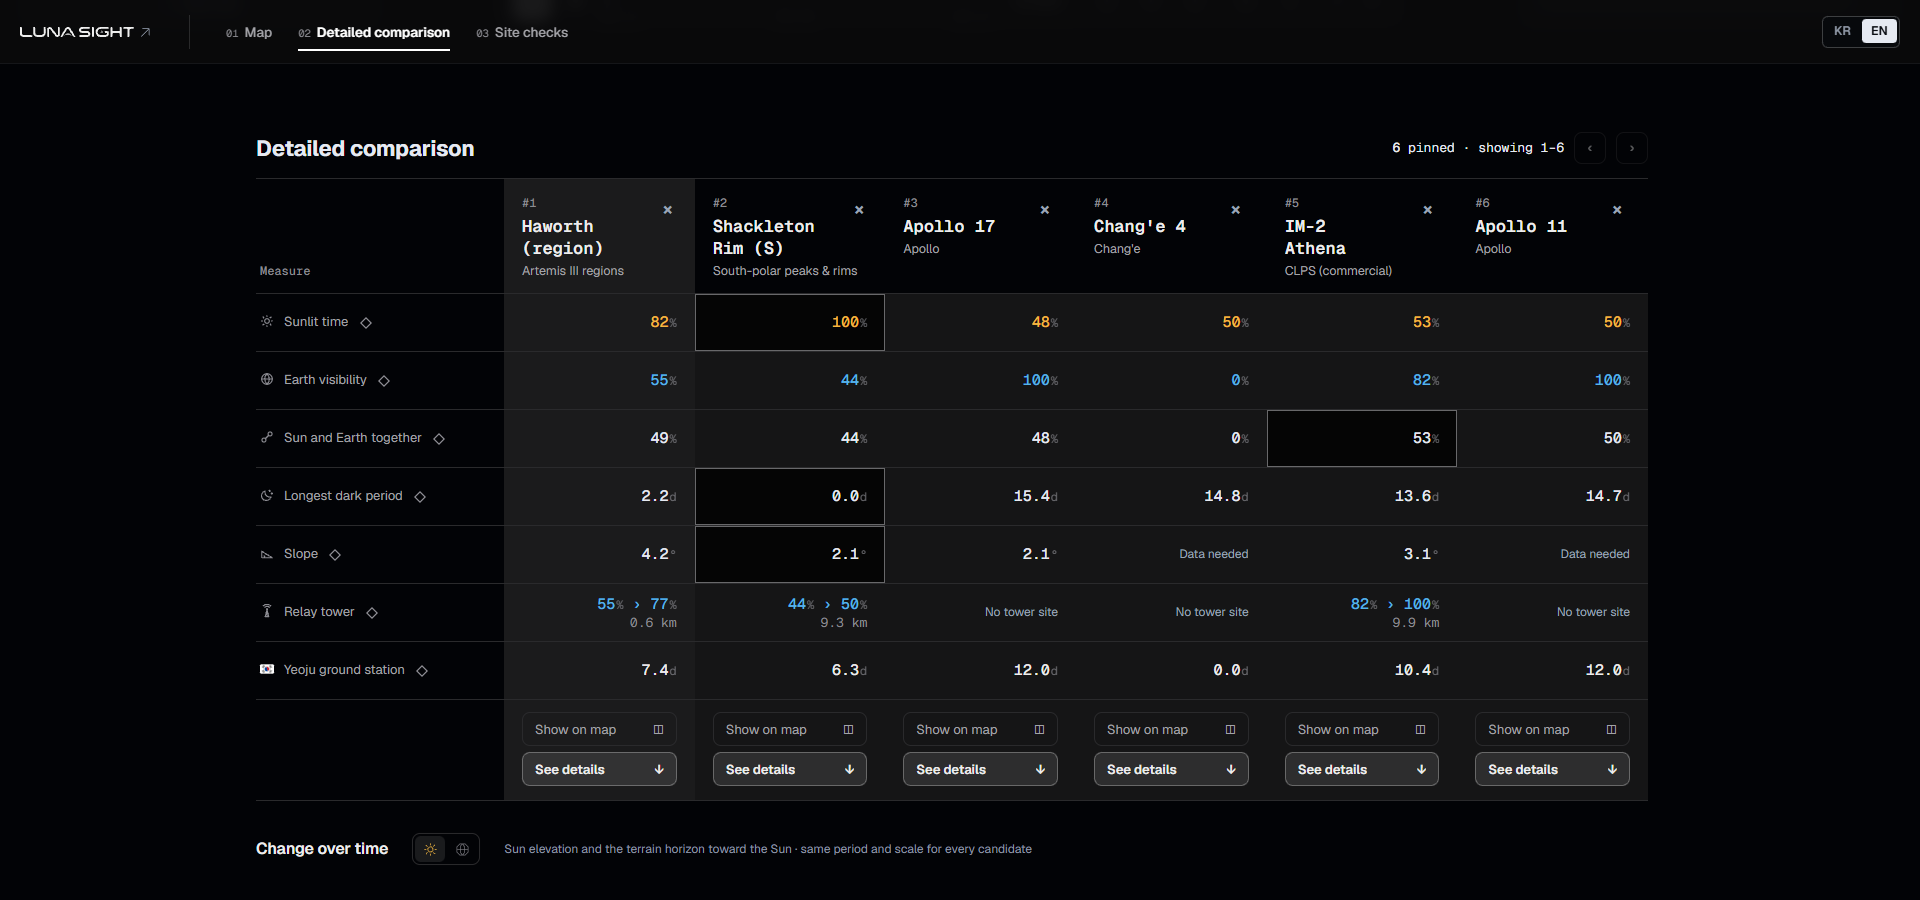 LUNA SIGHT ↗
01 Map
02 Detailed comparison
03 Site checks
KR EN
Detailed comparison
6 pinned · showing 1–6 ‹ ›
Measure
#1 ×
Haworth
(region)
Artemis III regions
#2 ×
Shackleton
Rim (S)
South-polar peaks & rims
#3 ×
Apollo 17
Apollo
#4 ×
Chang'e 4
Chang'e
#5 ×
IM-2
Athena
CLPS (commercial)
#6 ×
Apollo 11
Apollo
Sunlit time 82% 100% 48% 50% 53% 50%
Earth visibility 55% 44% 100% 0% 82% 100%
Sun and Earth together 49% 44% 48% 0% 53% 50%
Longest dark period 2.2d 0.0d 15.4d 14.8d 13.6d 14.7d
Slope 4.2° 2.1° 2.1° Data needed 3.1° Data needed
Relay tower 55% › 77% 44% › 50% No tower site No tower site 82% › 100% No tower site
0.6 km 9.3 km 9.9 km
Yeoju ground station 7.4d 6.3d 12.0d 0.0d 10.4d 12.0d
Show on map Show on map Show on map Show on map Show on map Show on map
See details ↓ See details ↓ See details ↓ See details ↓ See details ↓ See details ↓
Change over time
Sun elevation and the terrain horizon toward the Sun · same period and scale for every candidate